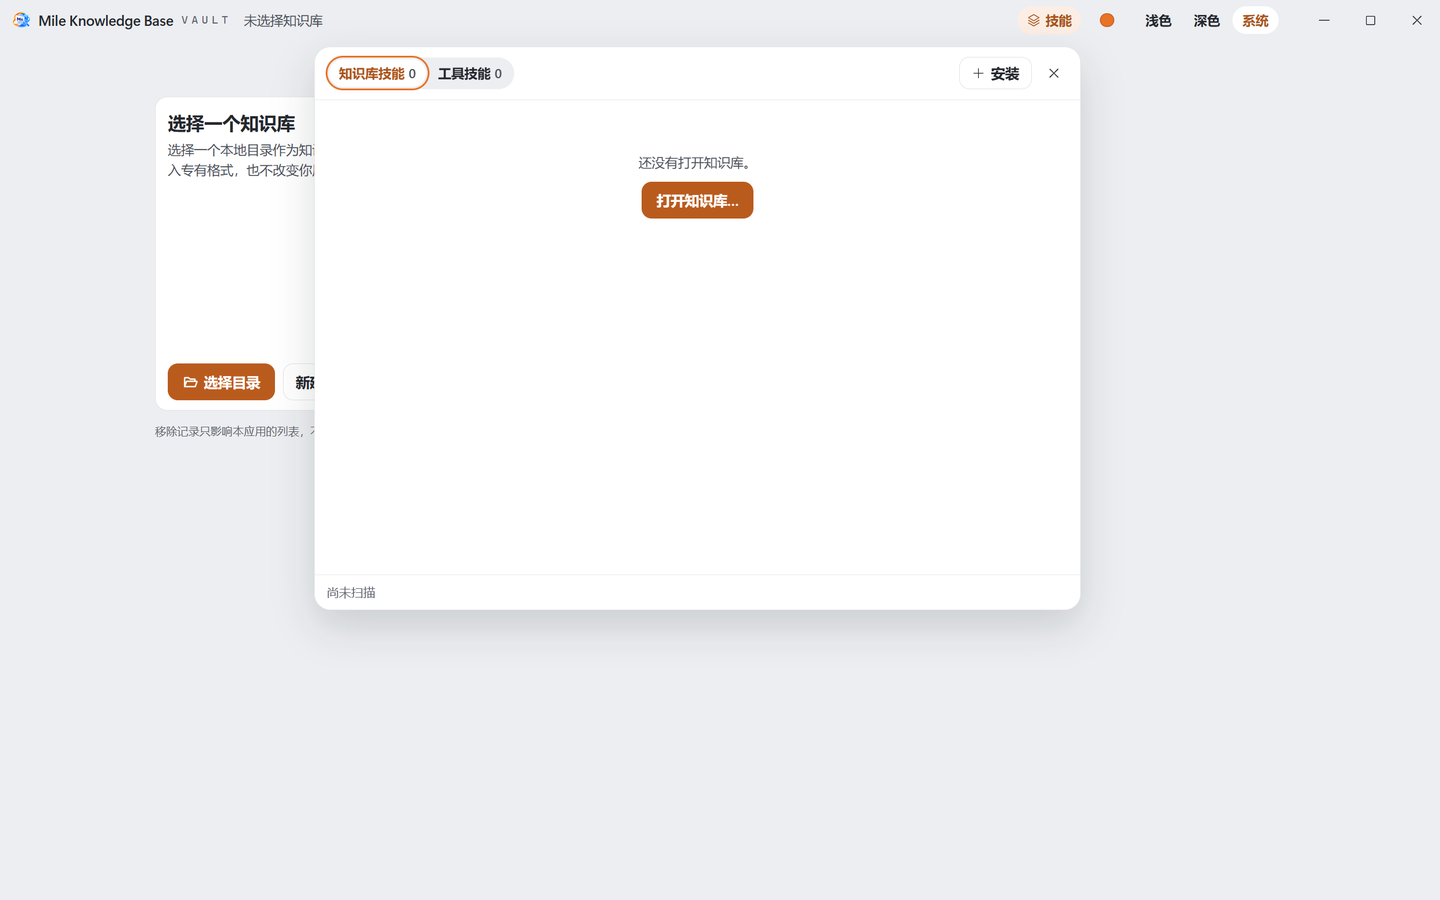 Mile Knowledge Base VAULT 未选择知识库
技能 浅色 深色 系统
知识库技能 0 工具技能 0 安装
选择一个知识库
选择一个本地目录作为知
入专有格式，也不改变你
还没有打开知识库。
打开知识库...
选择目录 新
移除记录只影响本应用的列表，
尚未扫描